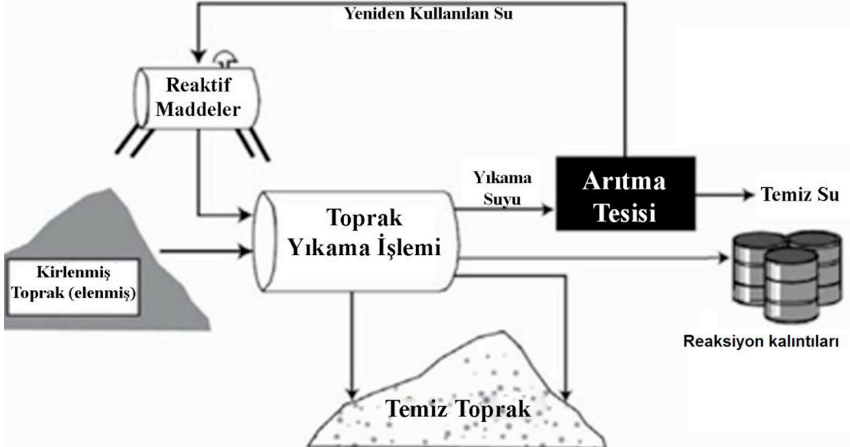 Yeniden Kullanılan Su
Reaktif
Maddeler
Yıkama
Suyu
Arıtma
Tesisi
Temiz Su
Toprak
Yıkama İşlemi
Kirlenmiş
Toprak (elenmiş)
Reaksiyon kalıntıları
Temiz Toprak